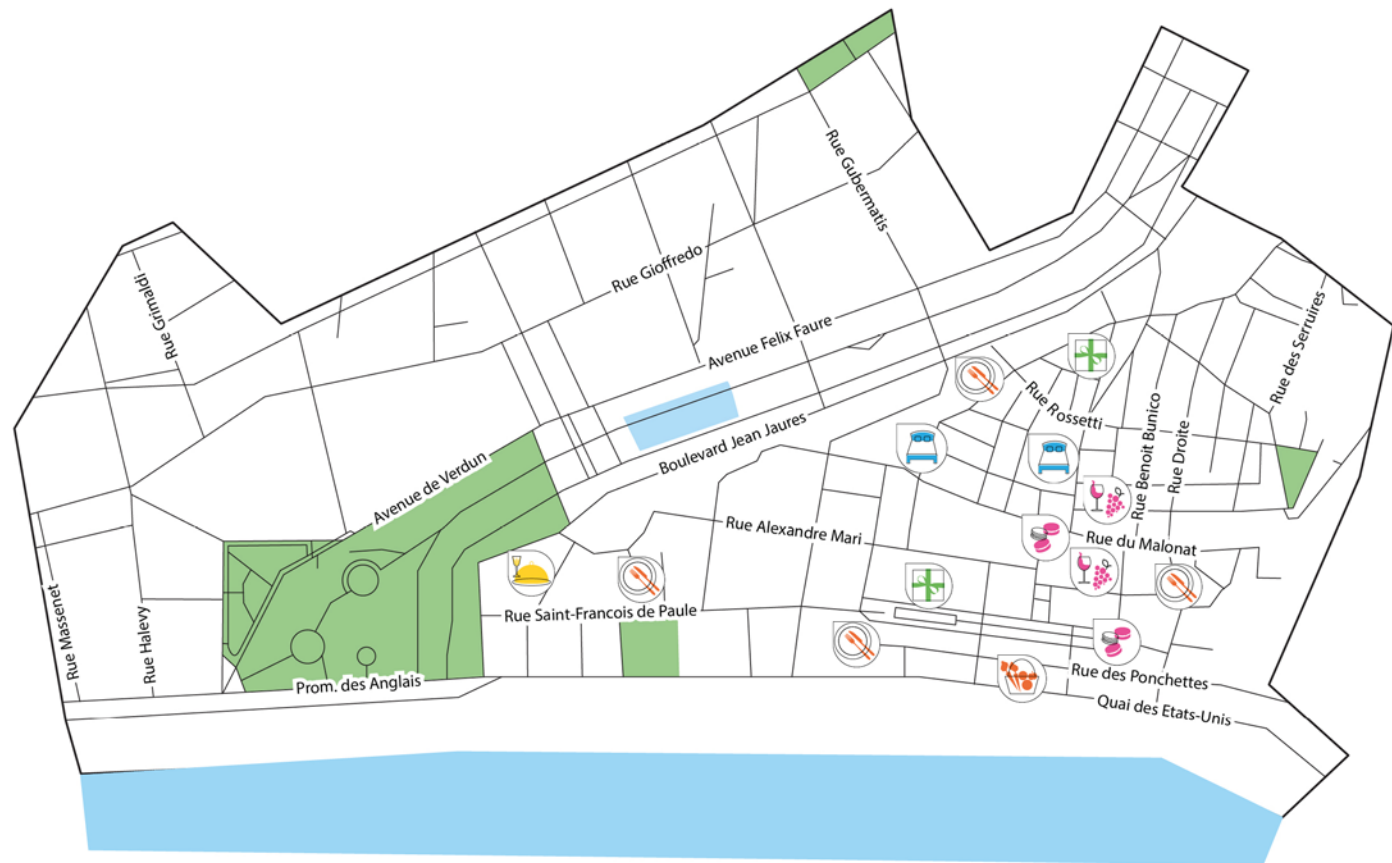 Rue Gubermatis
Rue Grimaldi
Rue Gioffredo
Avenue Felix Faure
Rue des Serruires
Rue Rossetti
Rue Benoit Bunico
Rue Droite
Boulevard Jean Jaures
Avenue de Verdun
Rue Alexandre Mari
Rue du Malonat
Rue Massenet
Rue Halevy
Rue Saint-Francois de Paule
Prom. des Anglais
Rue des Ponchettes
Quai des Etats-Unis